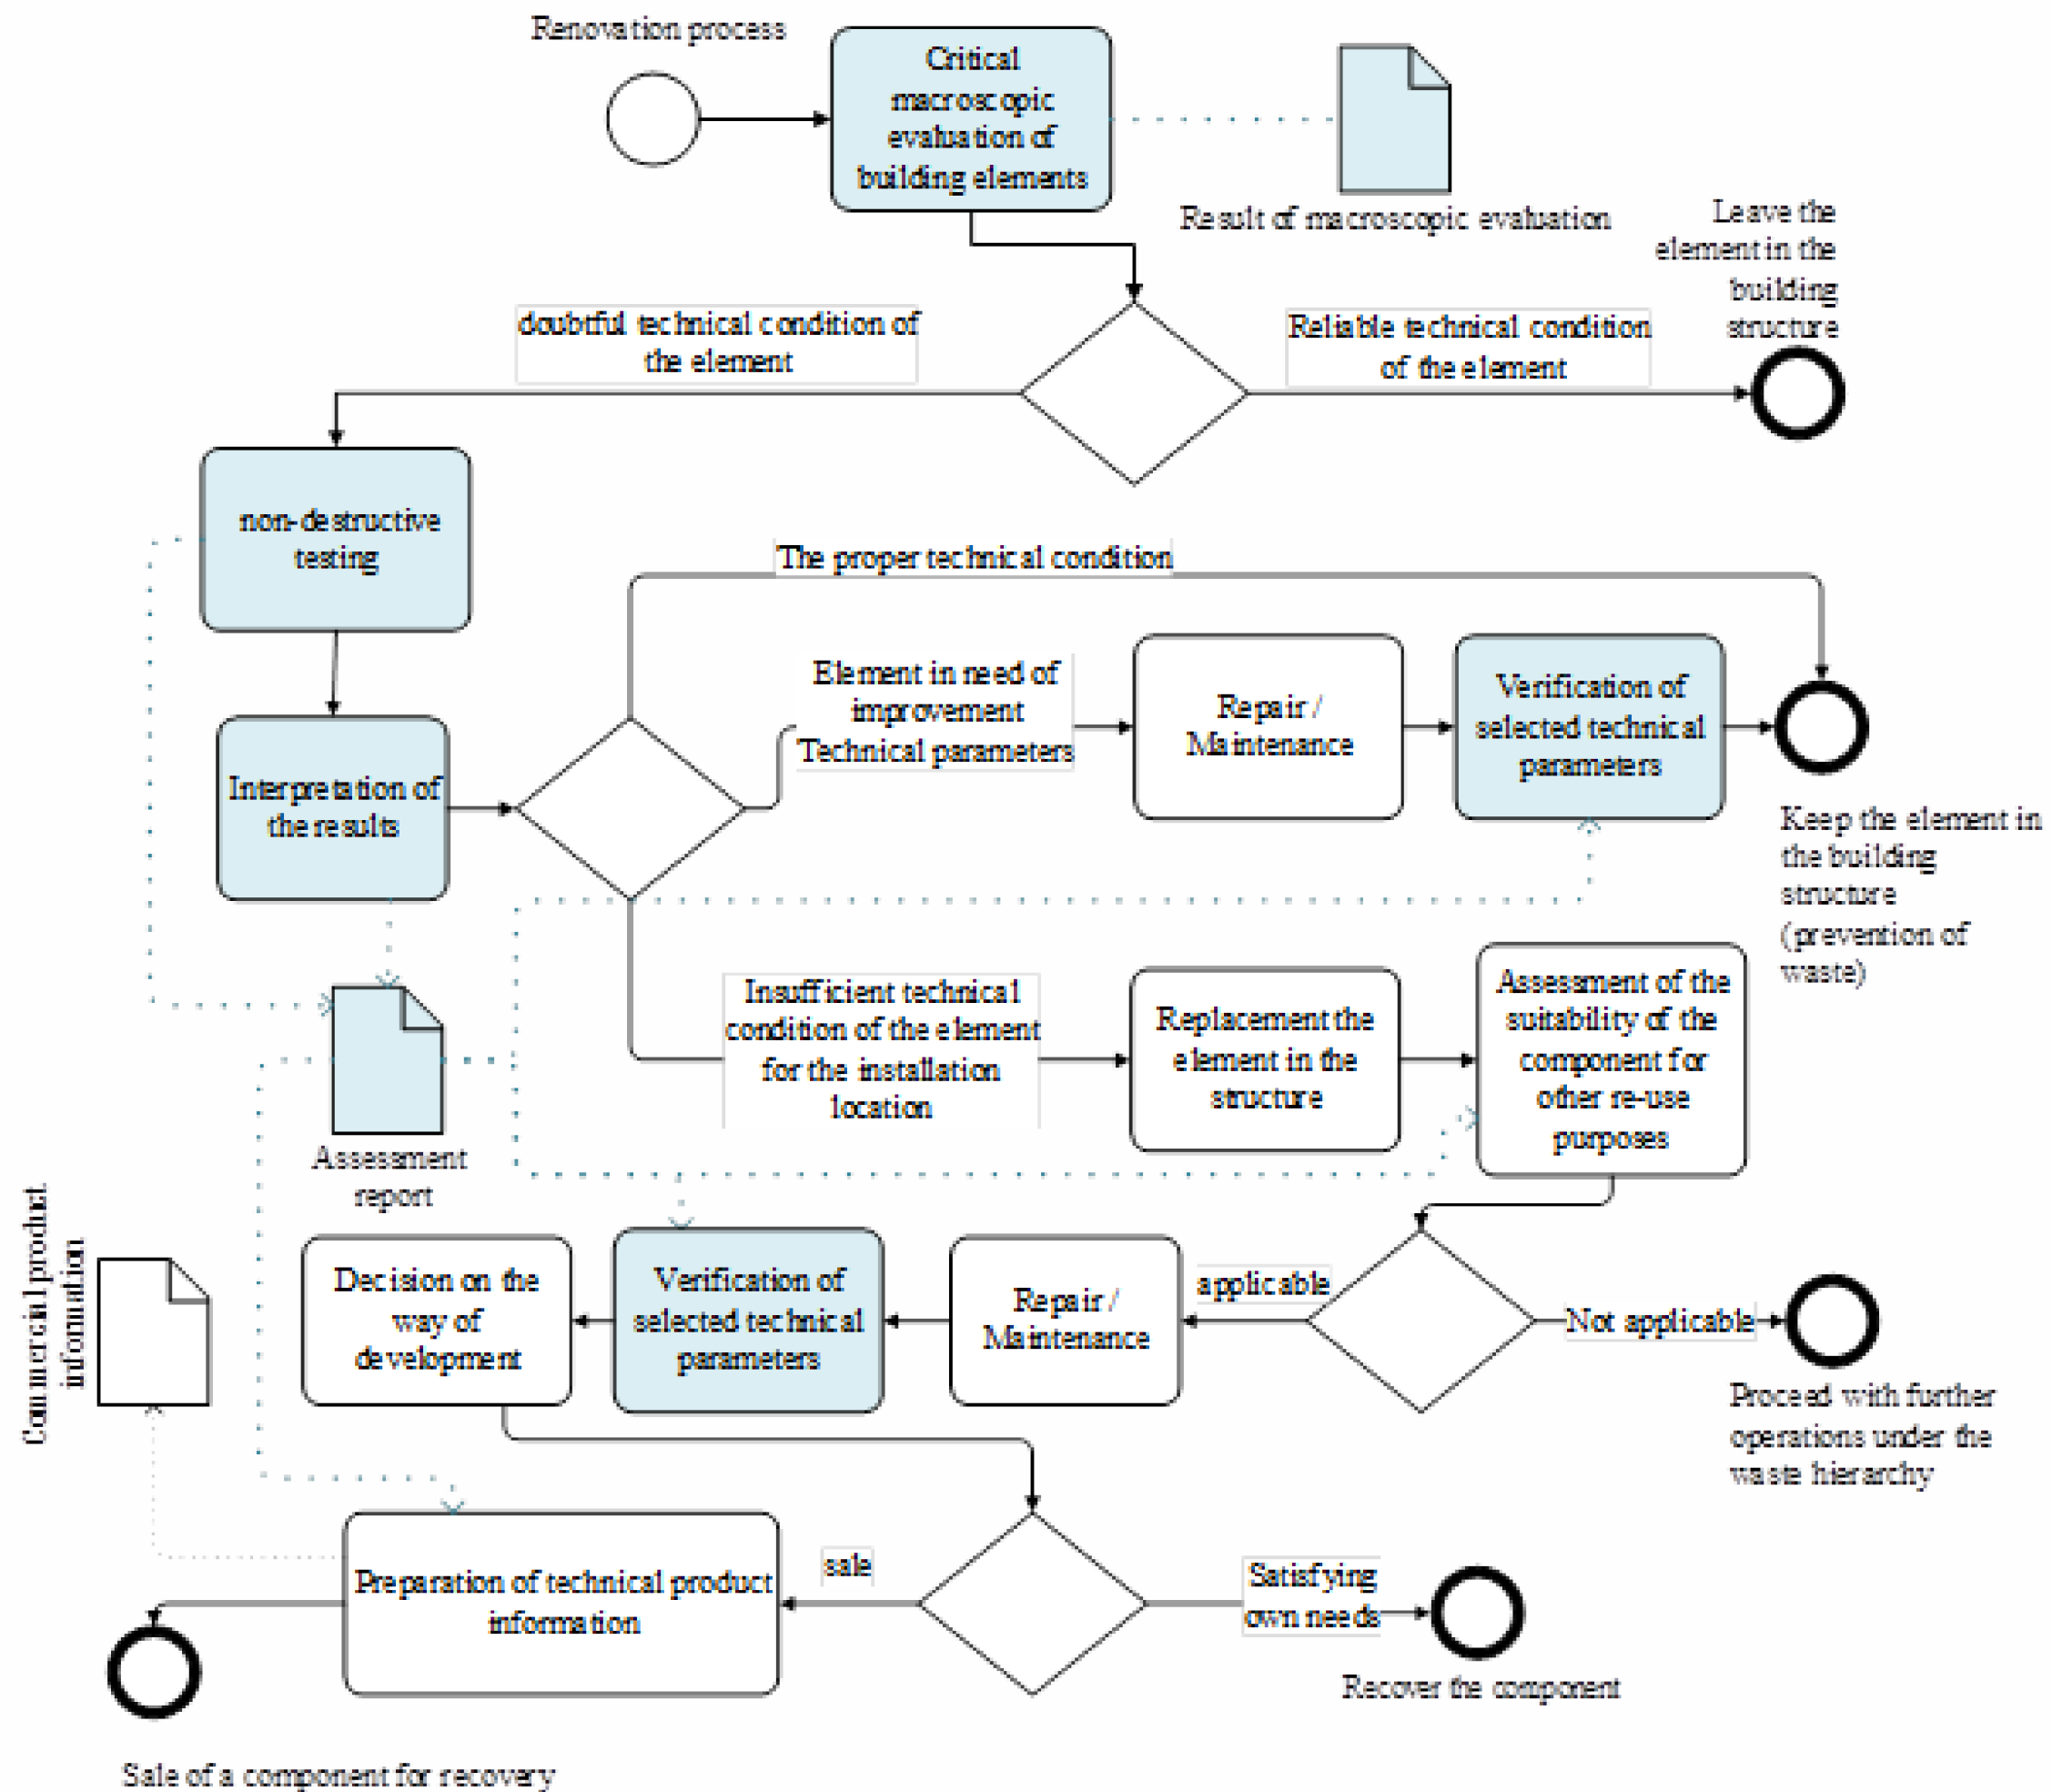 Renovation process
Critical
macroscopic
evaluation of
building elements
Result of macroscopic evaluation
Leave the
element in the
building
structure
doubtful technical condition of
the element
Reliable technical condition
of the element
non-destructive
testing
The proper technical condition
Element in need of
improvement
Technical parameters
Repair /
Maintenance
Verification of
selected technical
parameters
Interpretation of
the results
Keep the element in
the building
structure
(prevention of
waste)
Insufficient technical
condition of the element
for the installation
location
Replacement the
element in the
structure
Assessment of the
suitability of the
component for
other re-use
purposes
Assessment
report
Commercial product
information
Decision on the
way of
development
Verification of
selected technical
parameters
Repair /
Maintenance
applicable
Not applicable
Proceed with further
operations under the
waste hierarchy
Preparation of technical product
information
sale
Satisfying
own needs
Recover the component
Sale of a component for recovery